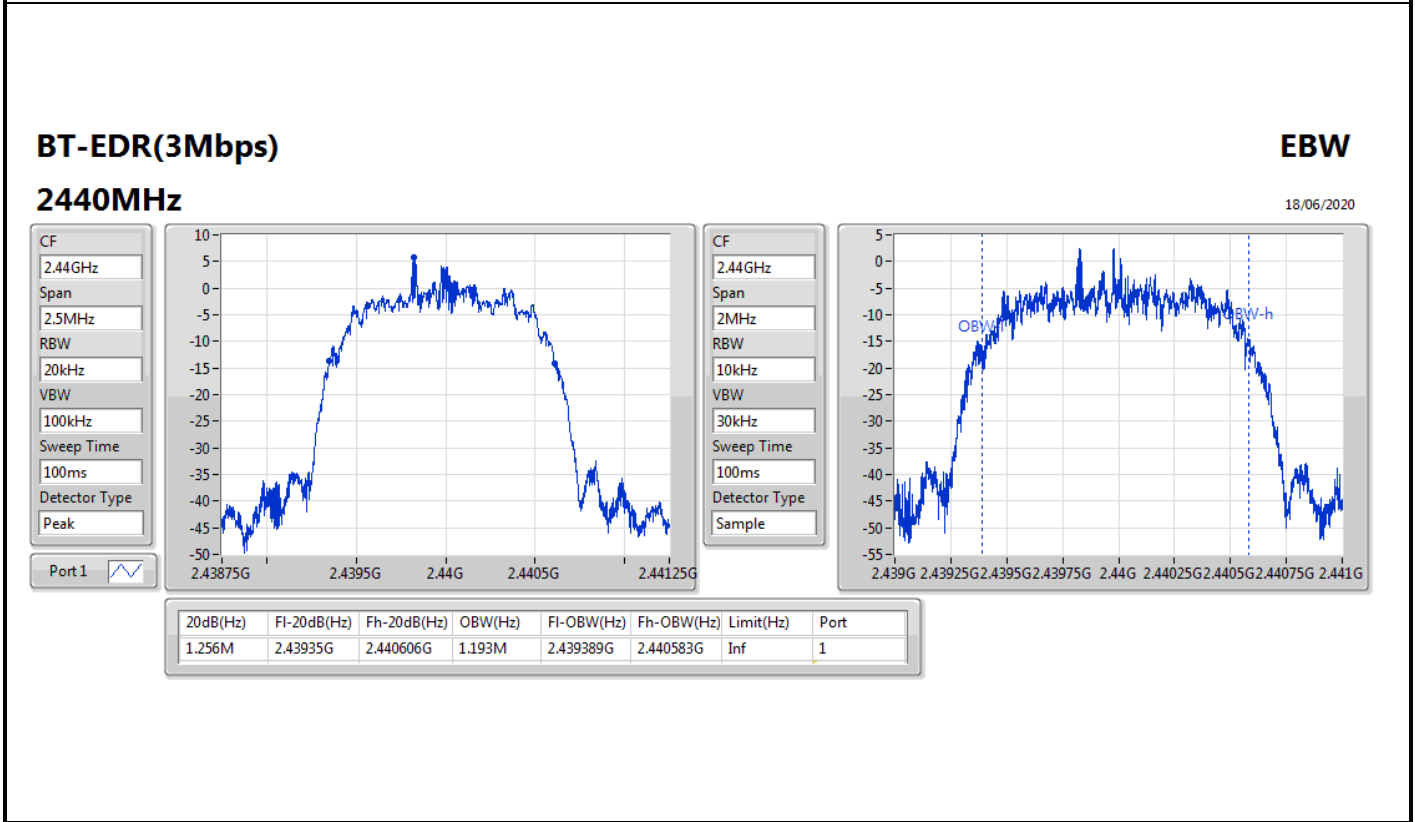 BT-EDR(3Mbps)
EBW
2440MHz
18/06/2020
CF
2.44GHz
Span
2.5MHz
RBW
20kHz
VBW
100kHz
Sweep Time
100ms
Detector Type
Peak
Port 1
10
5
0
-5
-10
-15
-20
-25
-30
-35
-40
-45
-50
2.43875G 2.4395G 2.44G 2.4405G 2.44125G
CF
2.44GHz
Span
2MHz
RBW
10kHz
VBW
30kHz
Sweep Time
100ms
Detector Type
Sample
5
0
-5
-10
-15
-20
-25
-30
-35
-40
-45
-50
-55
OBW-h
2.439G 2.43925G 2.4395G 2.43975G 2.44G 2.44025G 2.4405G 2.44075G 2.441G
20dB(Hz) Fl-20dB(Hz) Fh-20dB(Hz) OBW(Hz) Fl-OBW(Hz) Fh-OBW(Hz) Limit(Hz) Port
1.256M 2.43935G 2.440606G 1.193M 2.439389G 2.440583G Inf 1